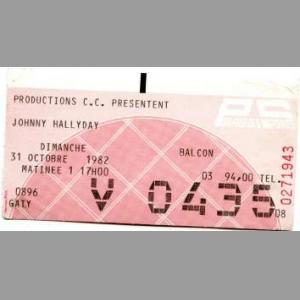 PRODUCTIONS C.C. PRESENTENT
PS
JOHNNY HALLYDAY
DIMANCHE
31 OCTOBRE 1982 BALCON
MATINEE 1 17H00 03 94,00 TEL.
0896 V 0435 08
GATY
0271943